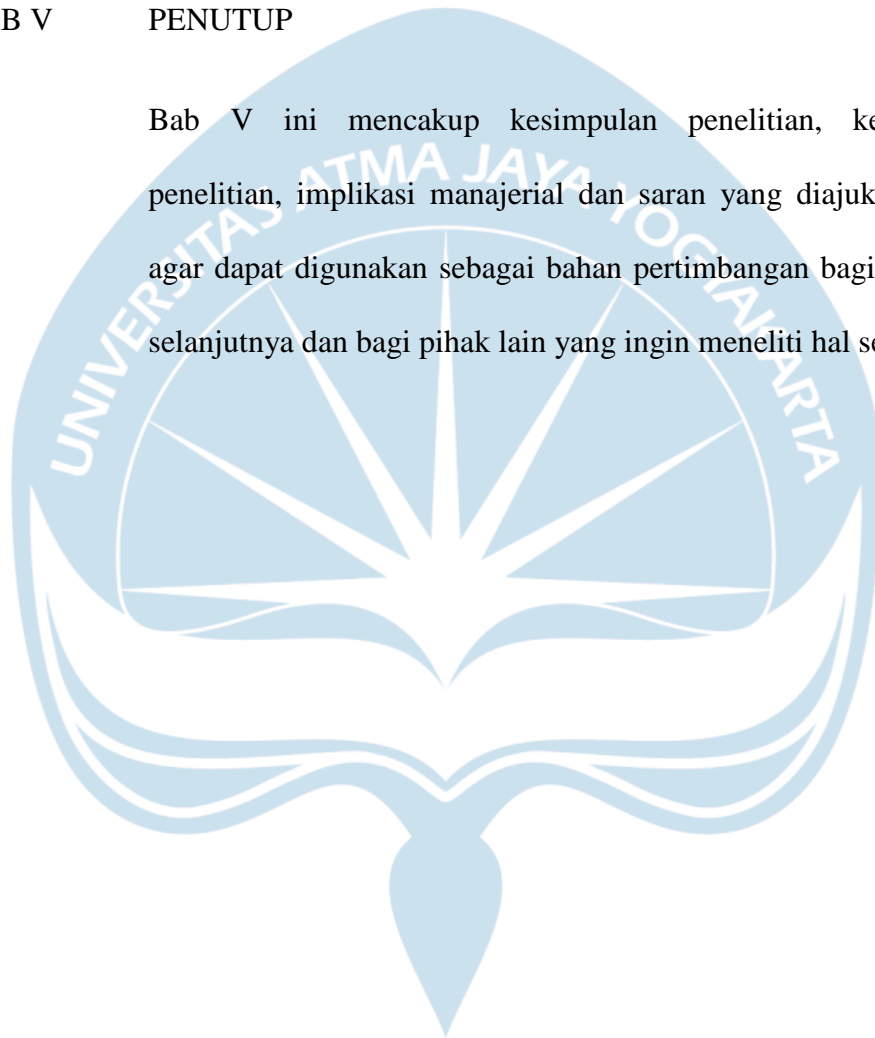 B V PENUTUP
Bab V ini mencakup kesimpulan penelitian, ke
penelitian, implikasi manajerial dan saran yang diajuk
agar dapat digunakan sebagai bahan pertimbangan bagi
selanjutnya dan bagi pihak lain yang ingin meneliti hal se
UNIVERSITAS ATMA JAYA YOGYAKARTA